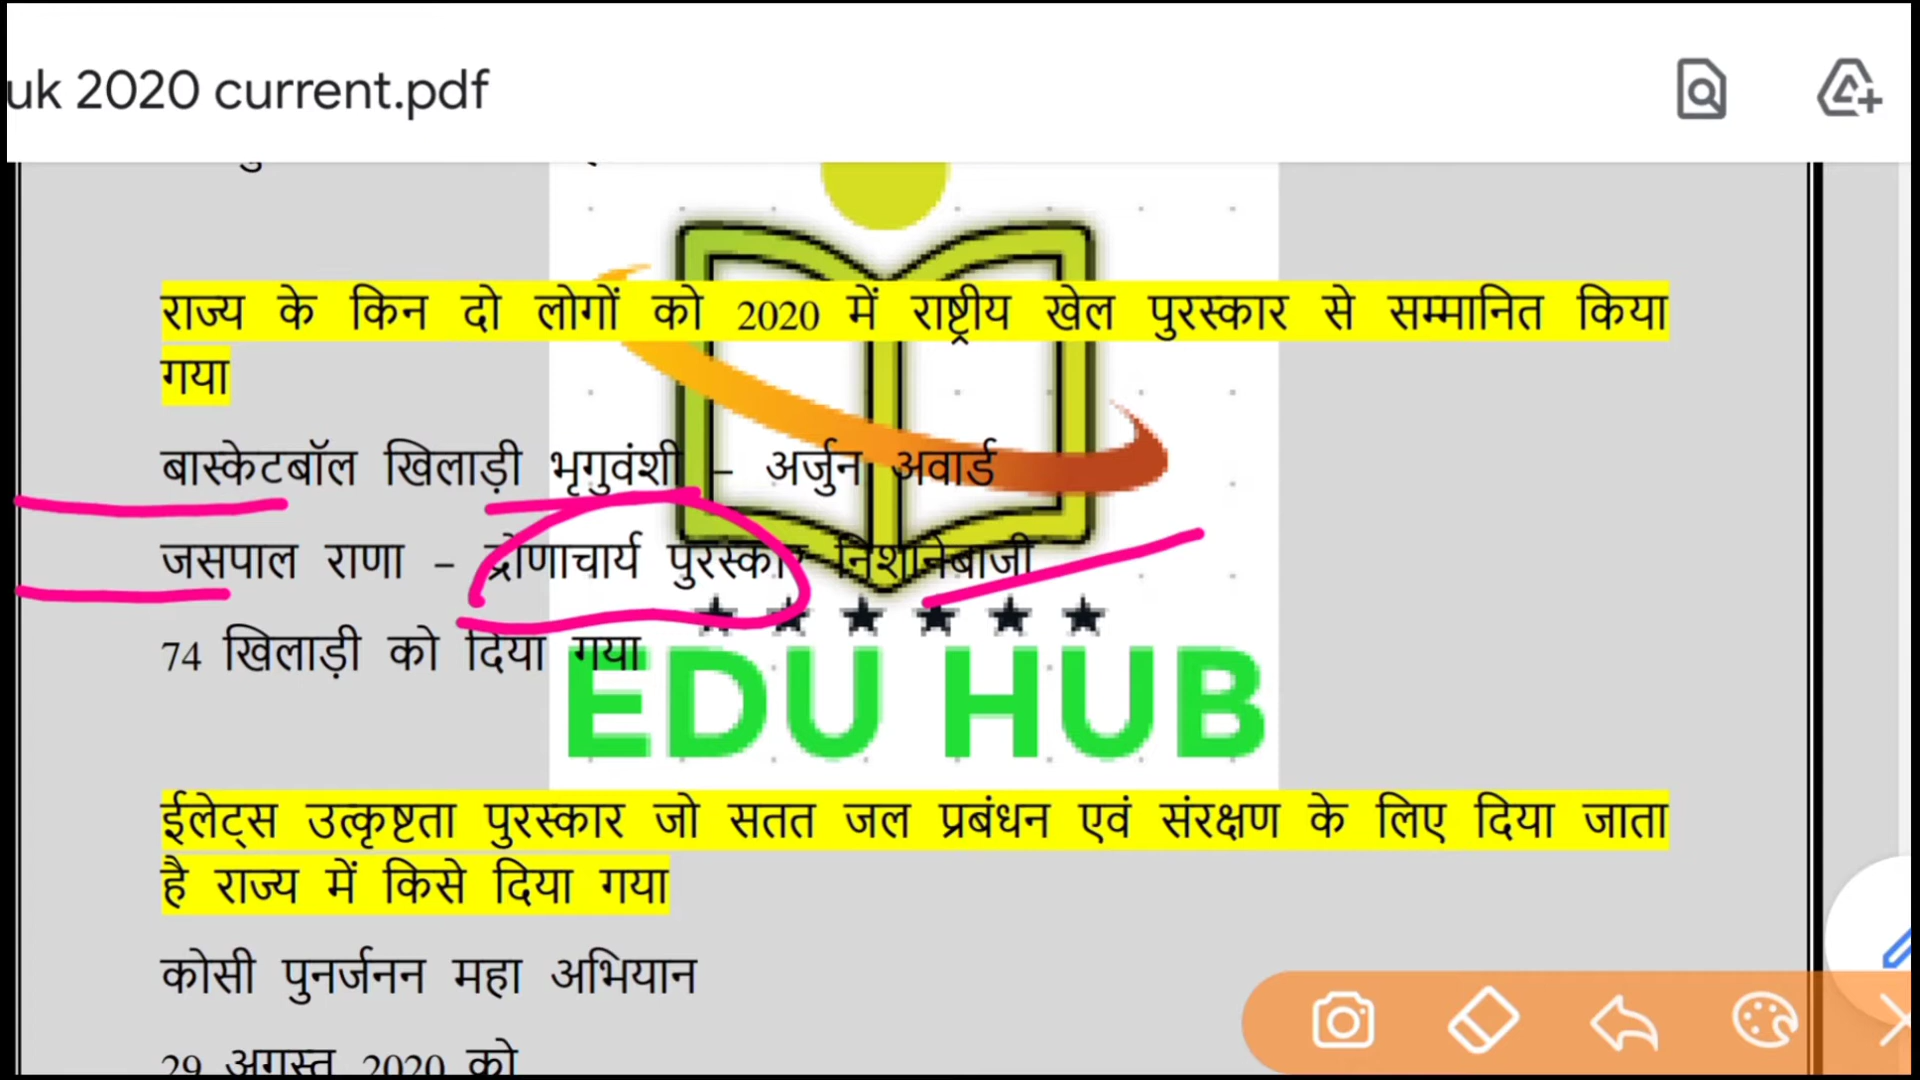 uk 2020 current.pdf
राज्य के किन दो लोगों को 2020 में राष्ट्रीय खेल पुरस्कार से सम्मानित किया
गया
बास्केटबॉल खिलाड़ी भृगुवंशी – अर्जुन अवार्ड
जसपाल राणा – द्रोणाचार्य पुरस्कार निशानेबाजी
74 खिलाड़ी को दिया गया
EDU HUB
ईलेट्स उत्कृष्टता पुरस्कार जो सतत जल प्रबंधन एवं संरक्षण के लिए दिया जाता
है राज्य में किसे दिया गया
कोसी पुनर्जनन महा अभियान
29 अगस्त 2020 को